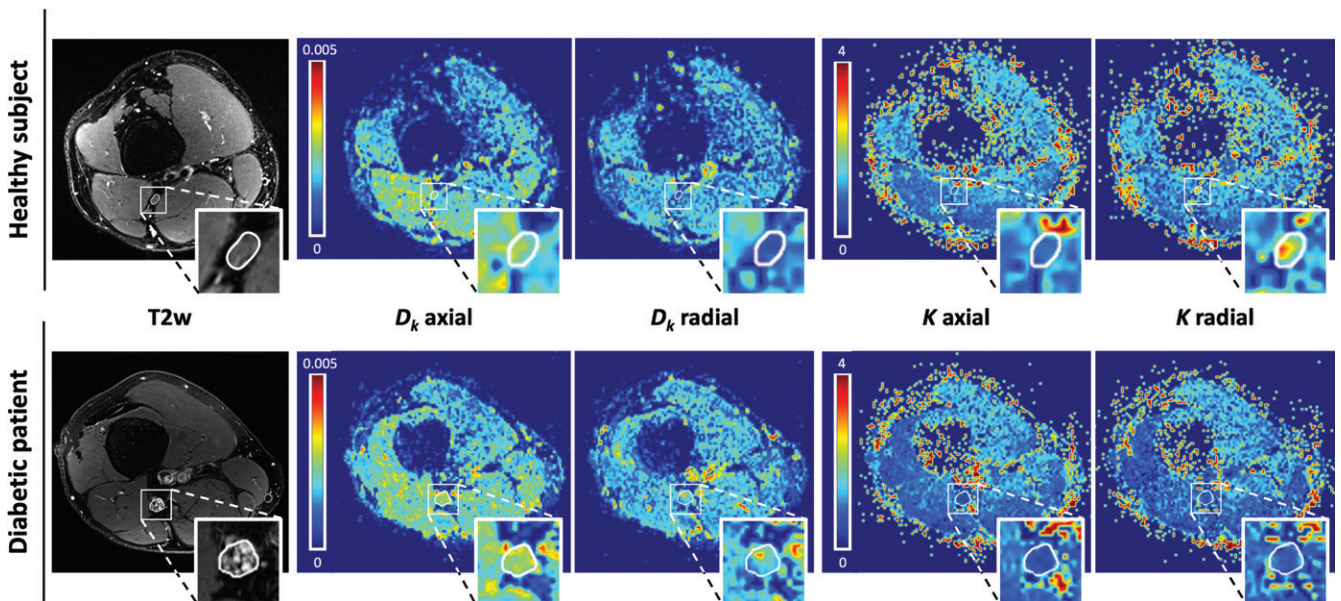 Healthy subject
0.005
0
4
0
T2w
Dk axial
Dk radial
K axial
K radial
Diabetic patient
0.005
0
4
0